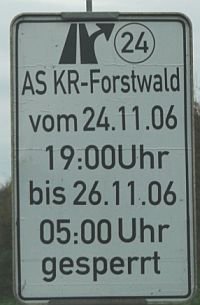 24
AS KR-Forstwald
vom 24.11.06
19:00Uhr
bis 26.11.06
05:00 Uhr
gesperrt